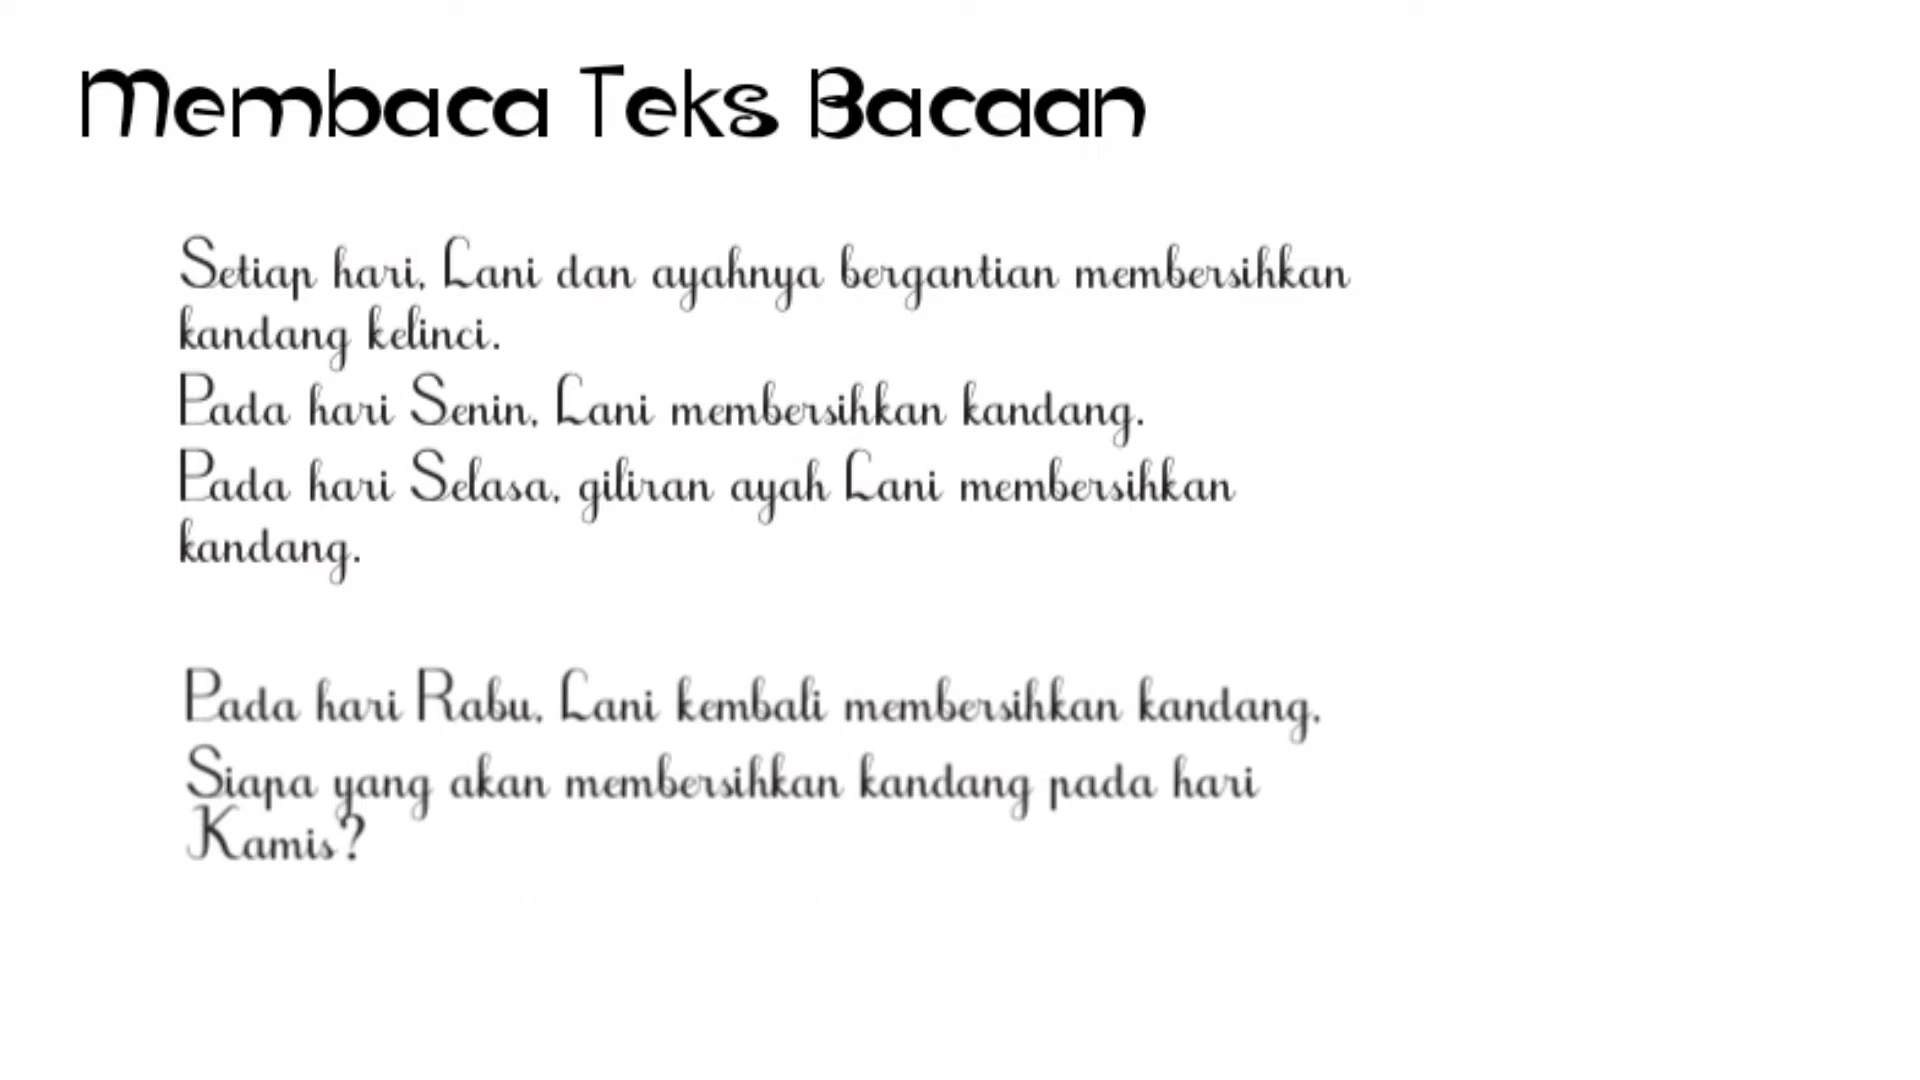 Membaca Teks Bacaan
Setiap hari, Lani dan ayahnya bergantian membersihkan
kandang kelinci.
Pada hari Senin, Lani membersihkan kandang.
Pada hari Selasa, giliran ayah Lani membersihkan
kandang.
Pada hari Rabu, Lani kembali membersihkan kandang.
Siapa yang akan membersihkan kandang pada hari
Kamis?